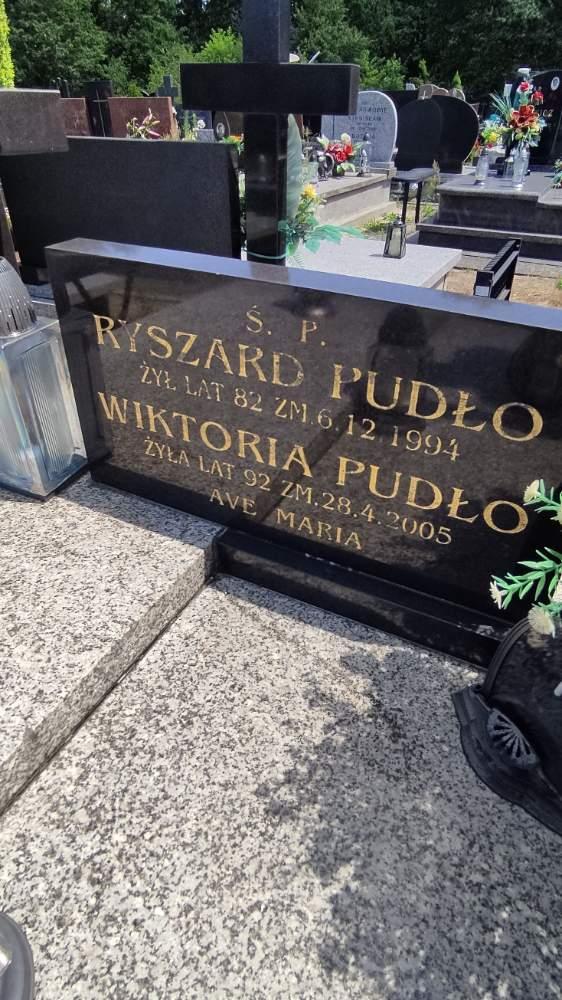 Ś. P.
RYSZARD PUDŁO
ŻYŁ LAT 82 ZM.6.12.1994
WIKTORIA PUDŁO
ŻYŁA LAT 92 ZM.28.4.2005
AVE MARIA